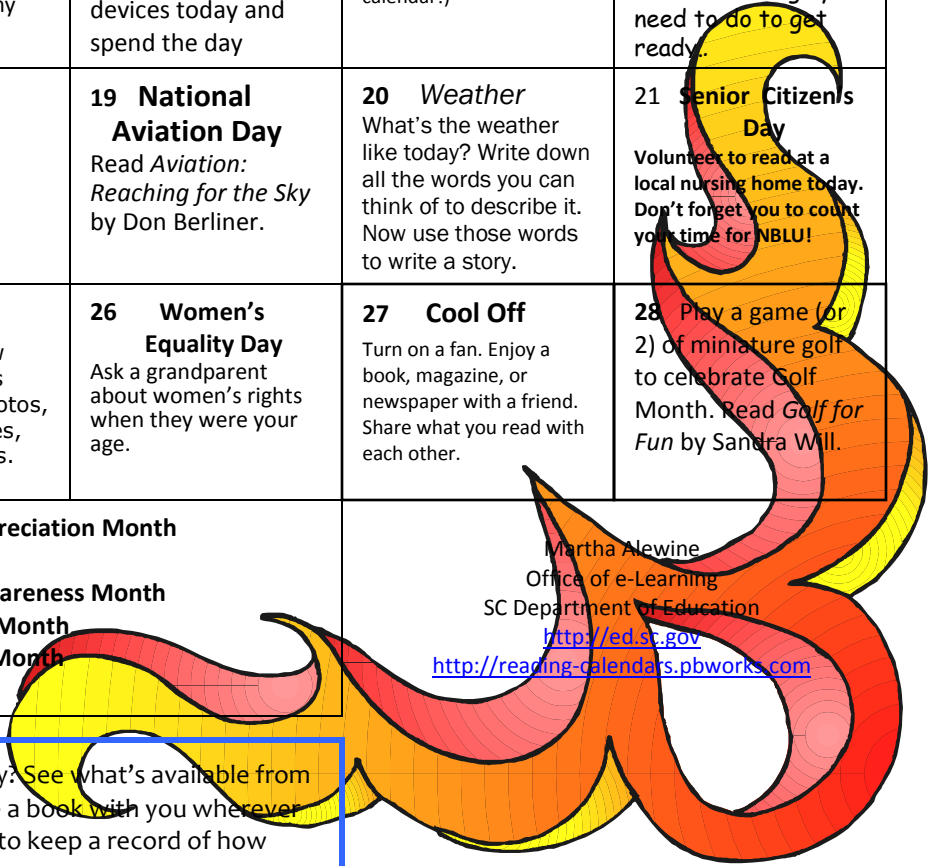 ny
devices today and
spend the day
calendar!)
need to do to get
ready.
19 National
Aviation Day
Read Aviation:
Reaching for the Sky
by Don Berliner.
20 Weather
What's the weather
like today? Write down
all the words you can
think of to describe it.
Now use those words
to write a story.
21 Senior Citizen's
Day
Volunteer to read at a
local nursing home today.
Don't forget you to count
your time for NBLU!
otos,
es,
s.
26 Women's
Equality Day
Ask a grandparent
about women's rights
when they were your
age.
27 Cool Off
Turn on a fan. Enjoy a
book, magazine, or
newspaper with a friend.
Share what you read with
each other.
28 Play a game (or
2) of miniature golf
to celebrate Golf
Month. Read Golf for
Fun by Sandra Will.
reciation Month
areness Month
Month
Month
Martha Alewine
Office of e-Learning
SC Department of Education
http://ed.sc.gov
http://reading-calendars.pbworks.com
y? See what's available from
e a book with you wherever
to keep a record of how